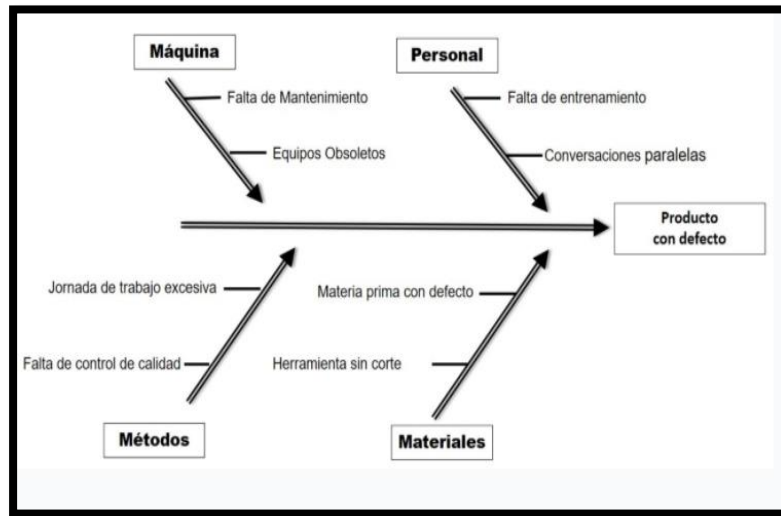 Máquina
Personal
Falta de Mantenimiento
Falta de entrenamiento
Equipos Obsoletos
Conversaciones paralelas
Producto
con defecto
Jornada de trabajo excesiva
Materia prima con defecto
Falta de control de calidad
Herramienta sin corte
Métodos
Materiales